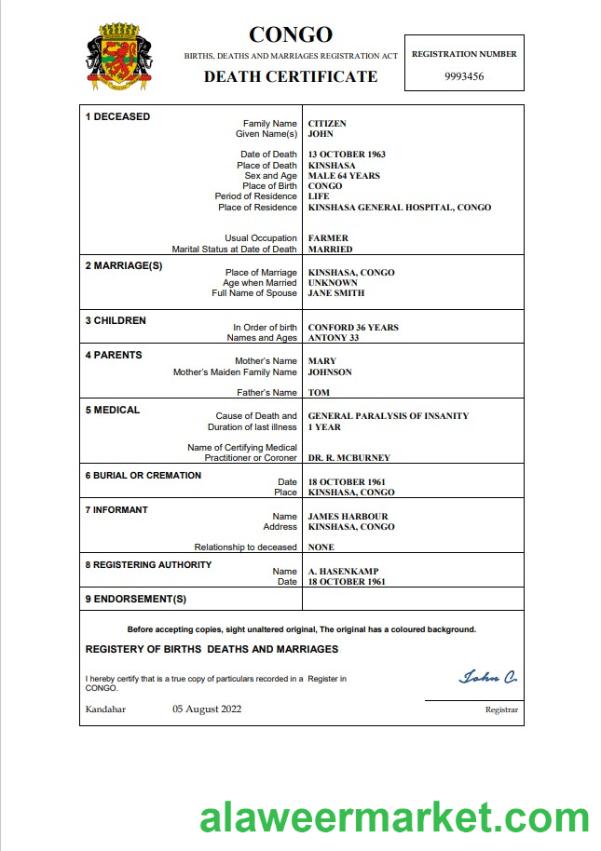 CONGO
BIRTHS, DEATHS AND MARRIAGES REGISTRATION ACT
DEATH CERTIFICATE
REGISTRATION NUMBER
9993456
1 DECEASED
Family Name CITIZEN
Given Name(s) JOHN
Date of Death 13 OCTOBER 1963
Place of Death KINSHASA
Sex and Age MALE 64 YEARS
Place of Birth CONGO
Period of Residence LIFE
Place of Residence KINSHASA GENERAL HOSPITAL, CONGO
Usual Occupation FARMER
Marital Status at Date of Death MARRIED
2 MARRIAGE(S)
Place of Marriage KINSHASA, CONGO
Age when Married UNKNOWN
Full Name of Spouse JANE SMITH
3 CHILDREN
In Order of birth CONFORD 36 YEARS
Names and Ages ANTONY 33
4 PARENTS
Mother's Name MARY
Mother's Maiden Family Name JOHNSON
Father's Name TOM
5 MEDICAL
Cause of Death and GENERAL PARALYSIS OF INSANITY
Duration of last illness 1 YEAR
Name of Certifying Medical
Practitioner or Coroner DR. R. MCBURNEY
6 BURIAL OR CREMATION
Date 18 OCTOBER 1961
Place KINSHASA, CONGO
7 INFORMANT
Name JAMES HARBOUR
Address KINSHASA, CONGO
Relationship to deceased NONE
8 REGISTERING AUTHORITY
Name A. HASENKAMP
Date 18 OCTOBER 1961
9 ENDORSEMENT(S)
Before accepting copies, sight unaltered original, The original has a coloured background.
REGISTERY OF BIRTHS DEATHS AND MARRIAGES
I hereby certify that is a true copy of particulars recorded in a Register in
CONGO.
John C.
Kandahar 05 August 2022 Registrar
alaweermarket.com